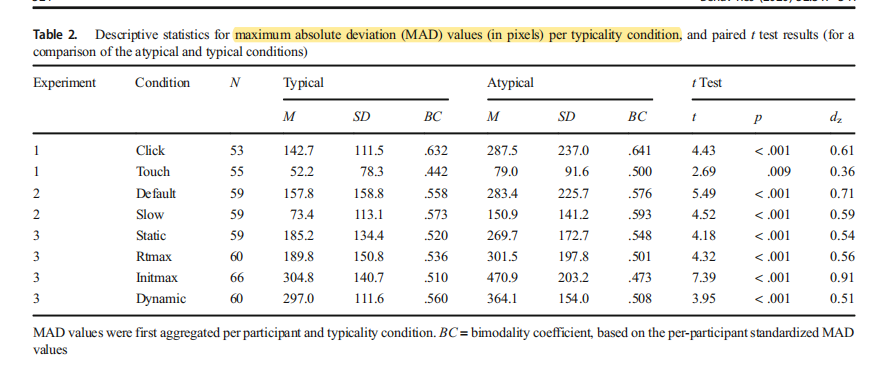 Table 2. Descriptive statistics for maximum absolute deviation (MAD) values (in pixels) per typicality condition, and paired t test results (for a
comparison of the atypical and typical conditions)
Experiment Condition N Typical Atypical t Test
M SD BC M SD BC t p dz
1 Click 53 142.7 111.5 .632 287.5 237.0 .641 4.43 < .001 0.61
1 Touch 55 52.2 78.3 .442 79.0 91.6 .500 2.69 .009 0.36
2 Default 59 157.8 158.8 .558 283.4 225.7 .576 5.49 < .001 0.71
2 Slow 59 73.4 113.1 .573 150.9 141.2 .593 4.52 < .001 0.59
3 Static 59 185.2 134.4 .520 269.7 172.7 .548 4.18 < .001 0.54
3 Rtmax 60 189.8 150.8 .536 301.5 197.8 .501 4.32 < .001 0.56
3 Initmax 66 304.8 140.7 .510 470.9 203.2 .473 7.39 < .001 0.91
3 Dynamic 60 297.0 111.6 .560 364.1 154.0 .508 3.95 < .001 0.51
MAD values were first aggregated per participant and typicality condition. BC = bimodality coefficient, based on the per-participant standardized MAD
values